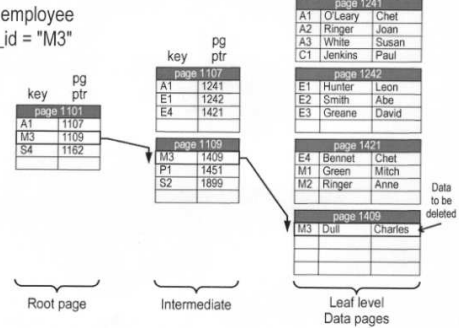 employee
_id = "M3"
key pg ptr
page 1101
A1 1107
M3 1109
S4 1162
Root page
key pg ptr
page 1107
A1 1241
E1 1242
E4 1421
page 1109
M3 1409
P1 1451
S2 1899
Intermediate
page 1241
A1 O'Leary Chet
A2 Ringer Joan
A3 White Susan
C1 Jenkins Paul
page 1242
E1 Hunter Leon
E2 Smith Abe
E3 Greane David
page 1421
E4 Bennet Chet
M1 Green Mitch
M2 Ringer Anne
page 1409
M3 Dull Charles
Data
to be
deleted
Leaf level
Data pages